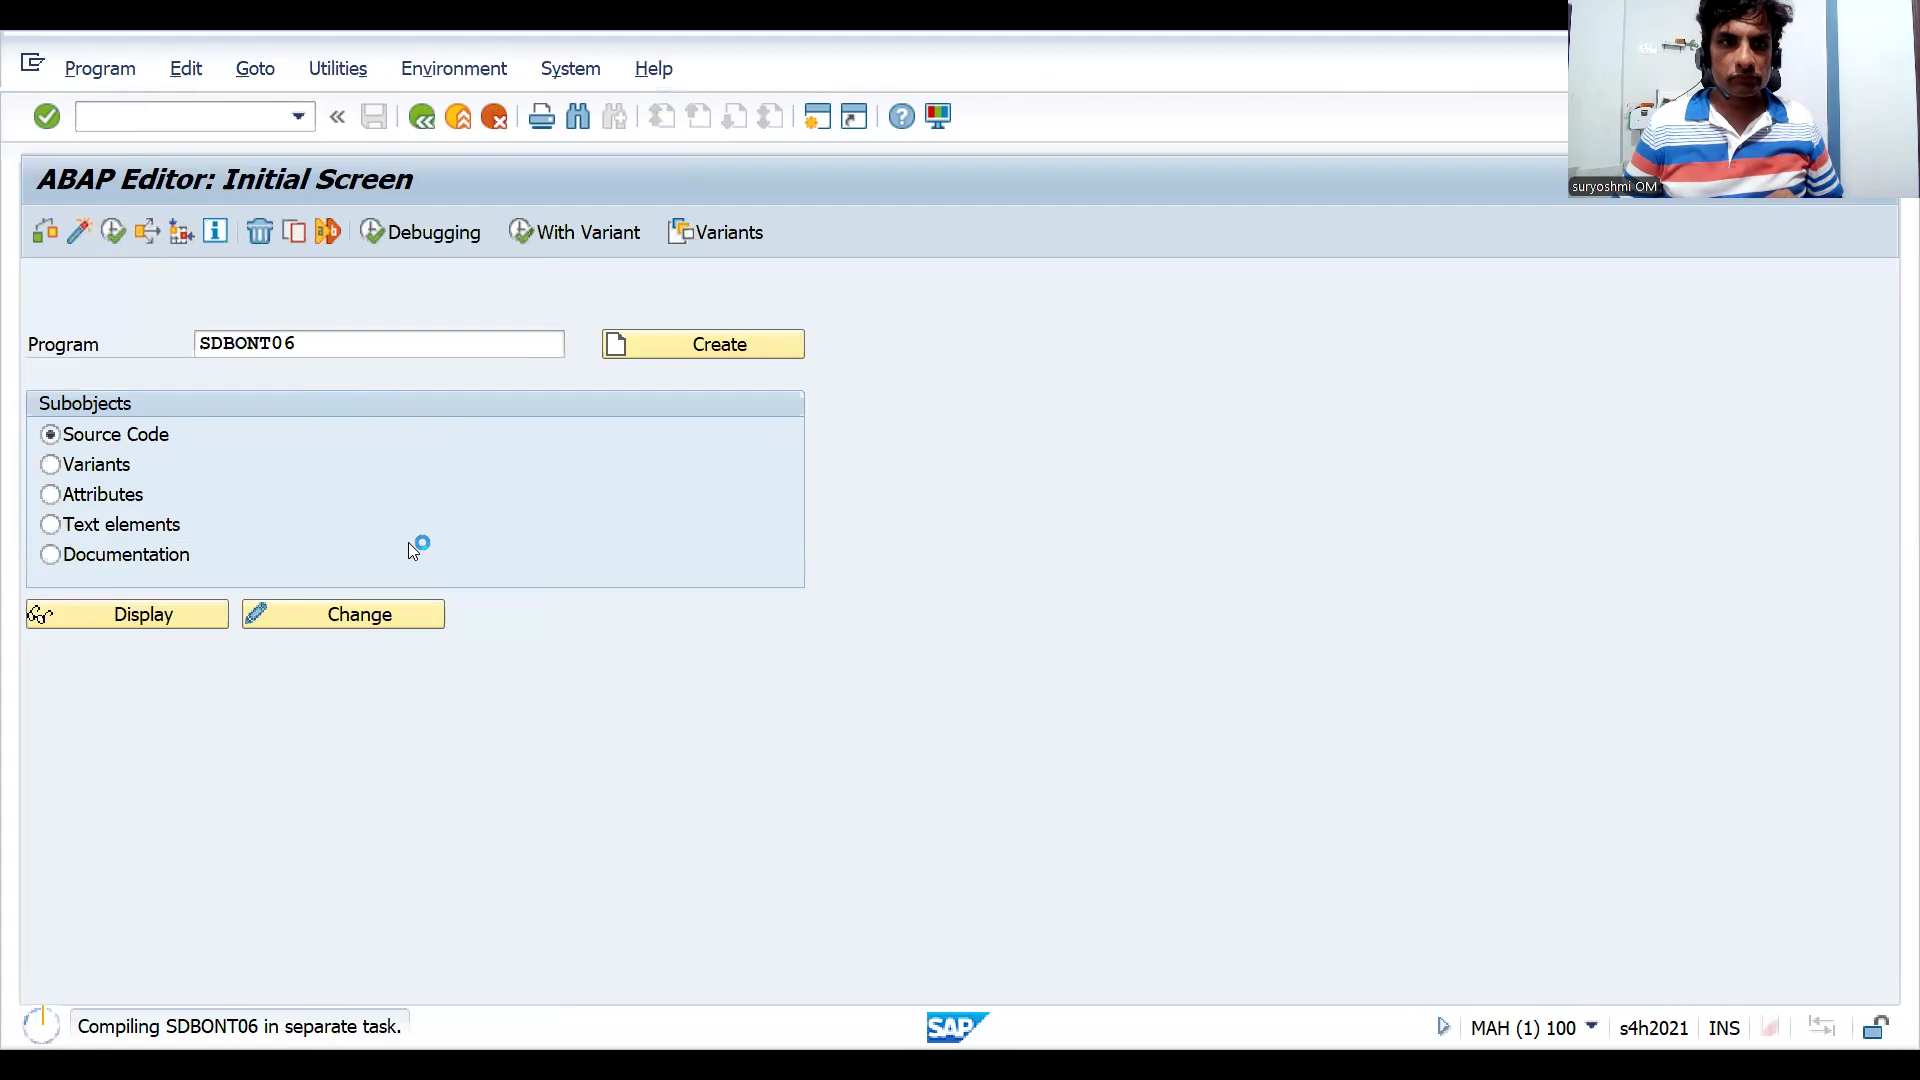 Program Edit Goto Utilities Environment System Help
suryoshmi OM
ABAP Editor: Initial Screen
Debugging With Variant Variants
Program SDBONT06 Create
Subobjects
Source Code
Variants
Attributes
Text elements
Documentation
Display Change
Compiling SDBONT06 in separate task.
SAP
MAH (1) 100 s4h2021 INS